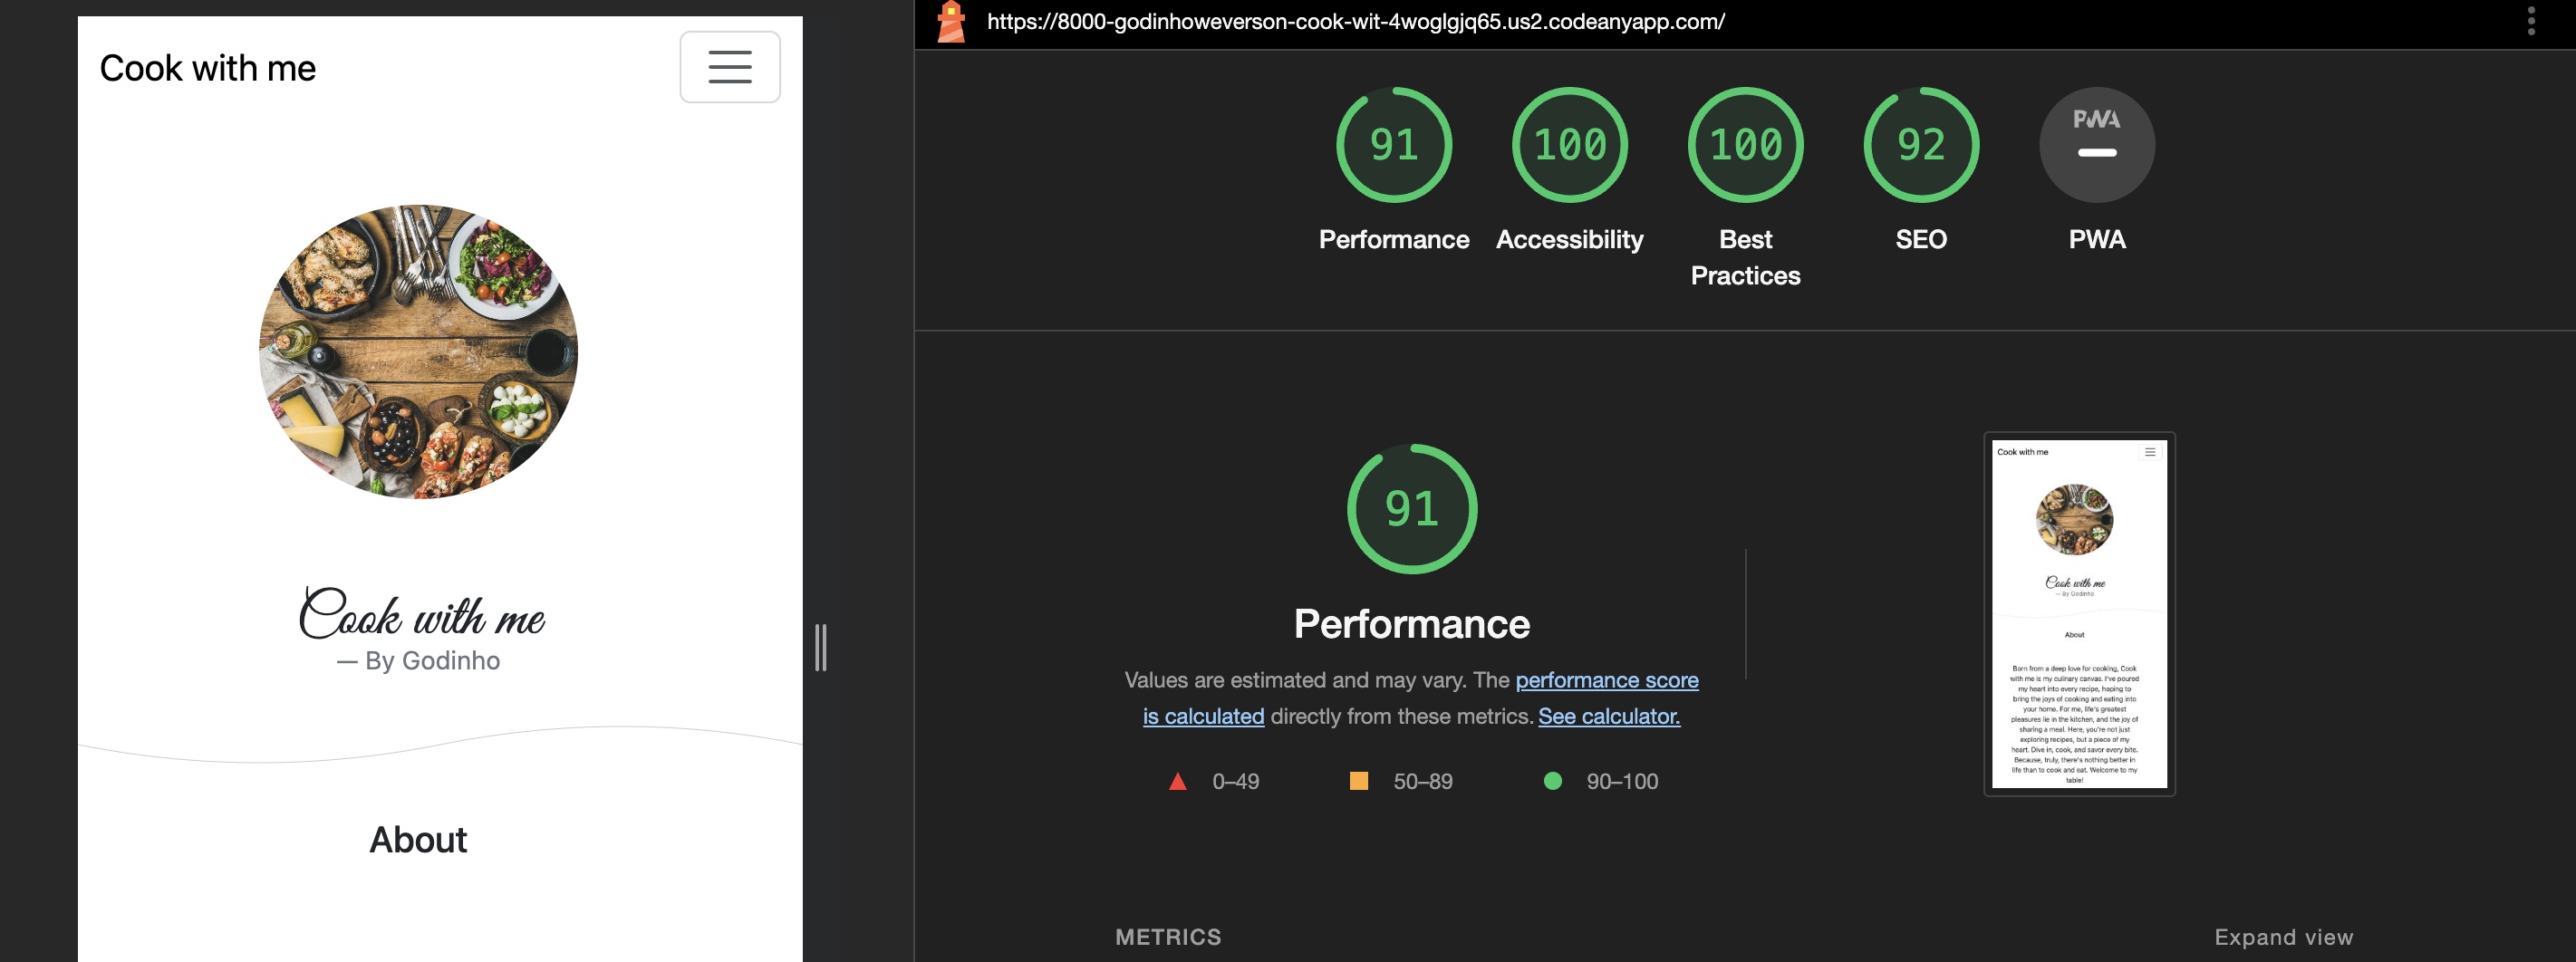 Cook with me
Cook with me
— By Godinho
About
https://8000-godinhoweverson-cook-wit-4woglgjq65.us2.codeanyapp.com/
91
100
100
92
PWA
Performance
Accessibility
Best
Practices
SEO
PWA
91
Performance
Values are estimated and may vary. The performance score
is calculated directly from these metrics. See calculator.
0–49
50–89
90–100
Cook with me
Cook with me
— By Godinho
About
Born from a deep love for cooking, Cook
with me is my culinary canvas. I've poured
my heart into every recipe, hoping to
bring the joys of cooking and eating into
your home. For me, life's greatest
pleasures lie in the kitchen, and the joy of
sharing a meal. Here, you're not just
exploring recipes, but a piece of my
heart. Dive in, cook, and savor every bite.
Because, truly, there's nothing better in
life than to cook and eat. Welcome to my
table!
METRICS
Expand view